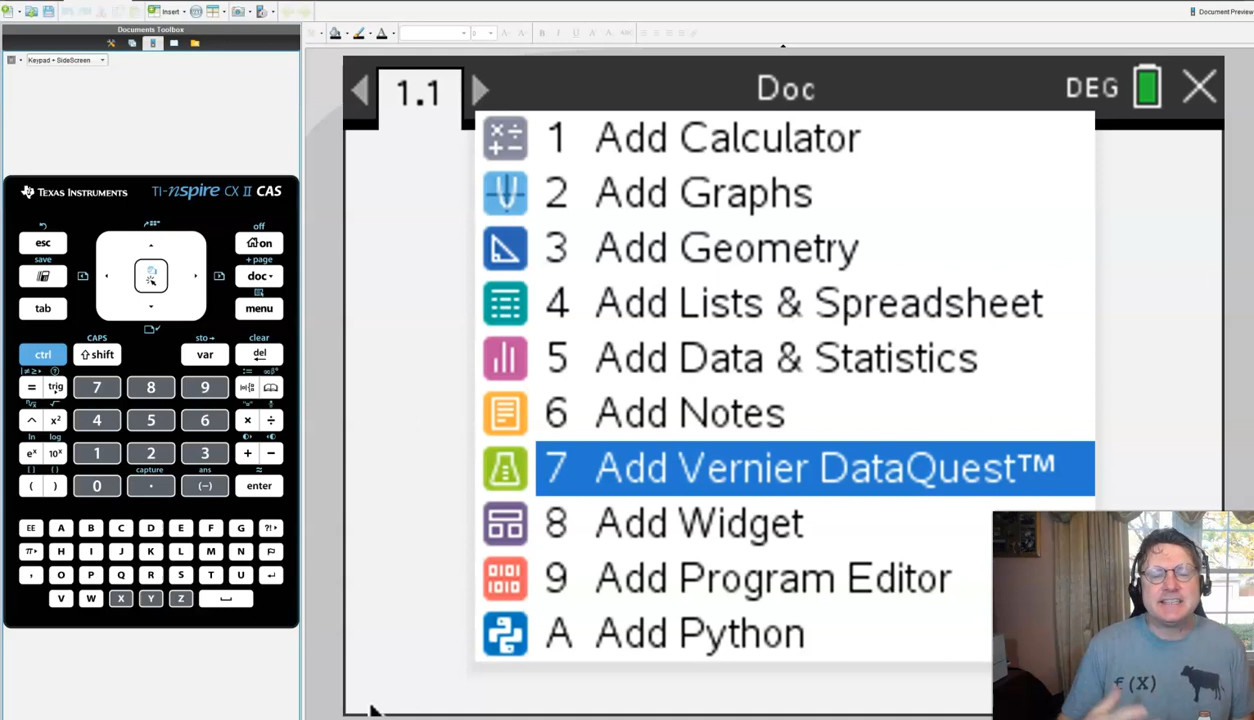 Insert
Document Preview
Documents Toolbox
Keypad + SideScreen
1.1
Doc
DEG
1 Add Calculator
2 Add Graphs
3 Add Geometry
4 Add Lists & Spreadsheet
5 Add Data & Statistics
6 Add Notes
7 Add Vernier DataQuest™
8 Add Widget
9 Add Program Editor
A Add Python
TEXAS INSTRUMENTS TI-nspire CX II CAS
off
esc
on
save
+ page
doc
tab
menu
CAPS
sto→
clear
ctrl
shift
var
del
= trig 7 8 9
^ x² 4 5 6 × ÷
ln log
eˣ 10ˣ 1 2 3 + −
[ ] { } capture ans ≈
( ) 0 . (−) enter
EE A B C D E F G ?!
π H I J K L M N
, O P Q R S T U
V W X Y Z
f(X)